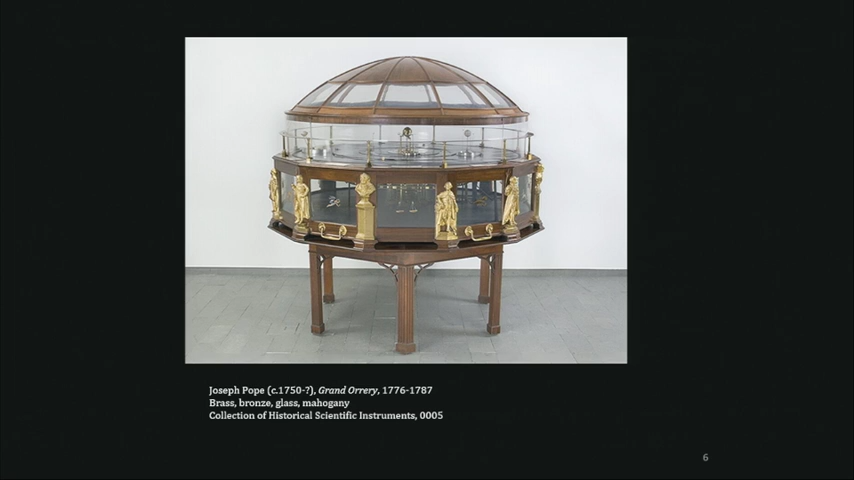 Joseph Pope (c.1750-?), Grand Orrery, 1776-1787
Brass, bronze, glass, mahogany
Collection of Historical Scientific Instruments, 0005
6